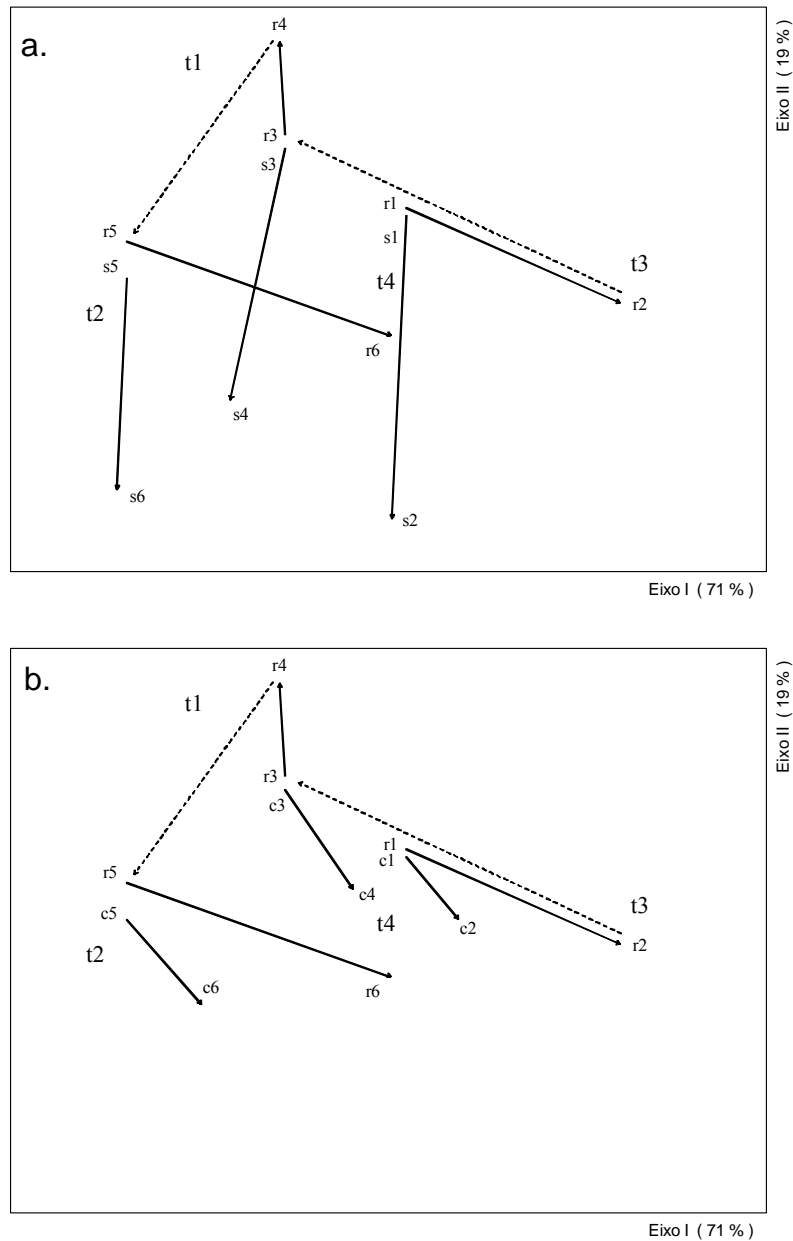 a.
r4
t1
r3
s3
r1
s1
r5
s5
t4
t3
r2
t2
r6
s4
s6
s2
Eixo II ( 19 % )
Eixo I ( 71 % )
b.
r4
t1
r3
c3
r1
c1
r5
c4
t3
c5
t4
c2
r2
t2
c6
r6
Eixo II ( 19 % )
Eixo I ( 71 % )